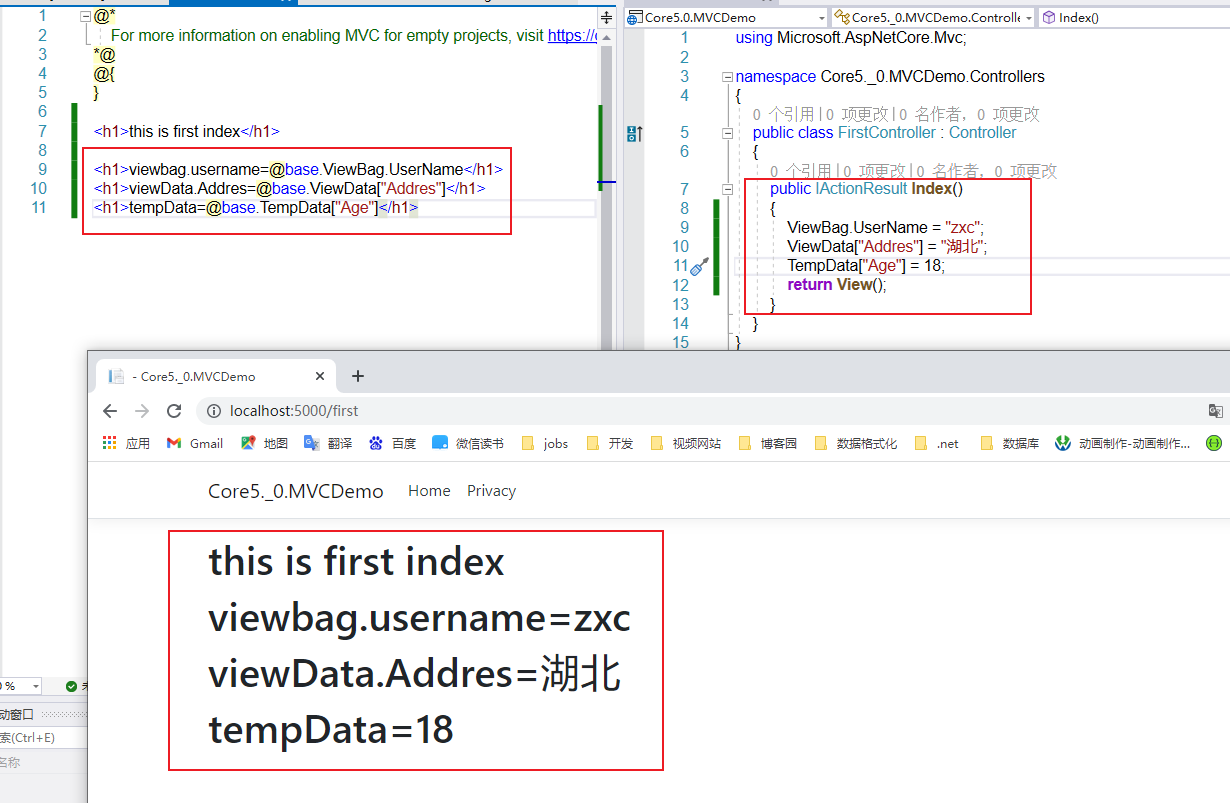 1 @*
2 For more information on enabling MVC for empty projects, visit https://
3 *@
4 @{
5 }
6
7 <h1>this is first index</h1>
8
9 <h1>viewbag.username=@base.ViewBag.UserName</h1>
10 <h1>viewData.Addres=@base.ViewData["Addres"]</h1>
11 <h1>tempData=@base.TempData["Age"]</h1>
Core5.0.MVCDemo
Core5._0.MVCDemo.Controlle
Index()
1 using Microsoft.AspNetCore.Mvc;
2
3 namespace Core5._0.MVCDemo.Controllers
4 {
0 个引用|0 项更改|0 名作者，0 项更改
5 public class FirstController : Controller
6 {
0 个引用|0 项更改|0 名作者，0 项更改
7 public IActionResult Index()
8 {
9 ViewBag.UserName = "zxc";
10 ViewData["Addres"] = "湖北";
11 TempData["Age"] = 18;
12 return View();
13 }
14 }
15 }
- Core5._0.MVCDemo
localhost:5000/first
应用 Gmail 地图 翻译 百度 微信读书 jobs 开发 视频网站 博客园 数据格式化 .net 数据库 动画制作-动画制作...
Core5._0.MVCDemo Home Privacy
this is first index
viewbag.username=zxc
viewData.Addres=湖北
tempData=18
%
动窗口
索(Ctrl+E)
名称